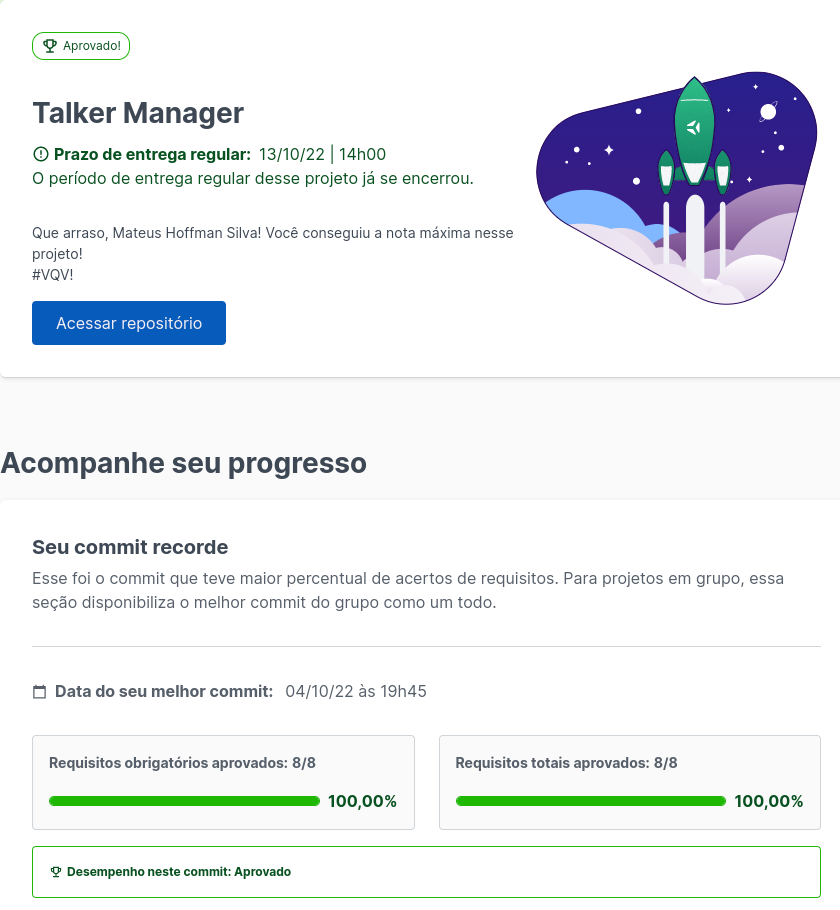 Aprovado!
Talker Manager
Prazo de entrega regular: 13/10/22 | 14h00
O período de entrega regular desse projeto já se encerrou.
Que arraso, Mateus Hoffman Silva! Você conseguiu a nota máxima nesse
projeto!
#VQV!
Acessar repositório
Acompanhe seu progresso
Seu commit recorde
Esse foi o commit que teve maior percentual de acertos de requisitos. Para projetos em grupo, essa
seção disponibiliza o melhor commit do grupo como um todo.
Data do seu melhor commit: 04/10/22 às 19h45
Requisitos obrigatórios aprovados: 8/8
100,00%
Requisitos totais aprovados: 8/8
100,00%
Desempenho neste commit: Aprovado